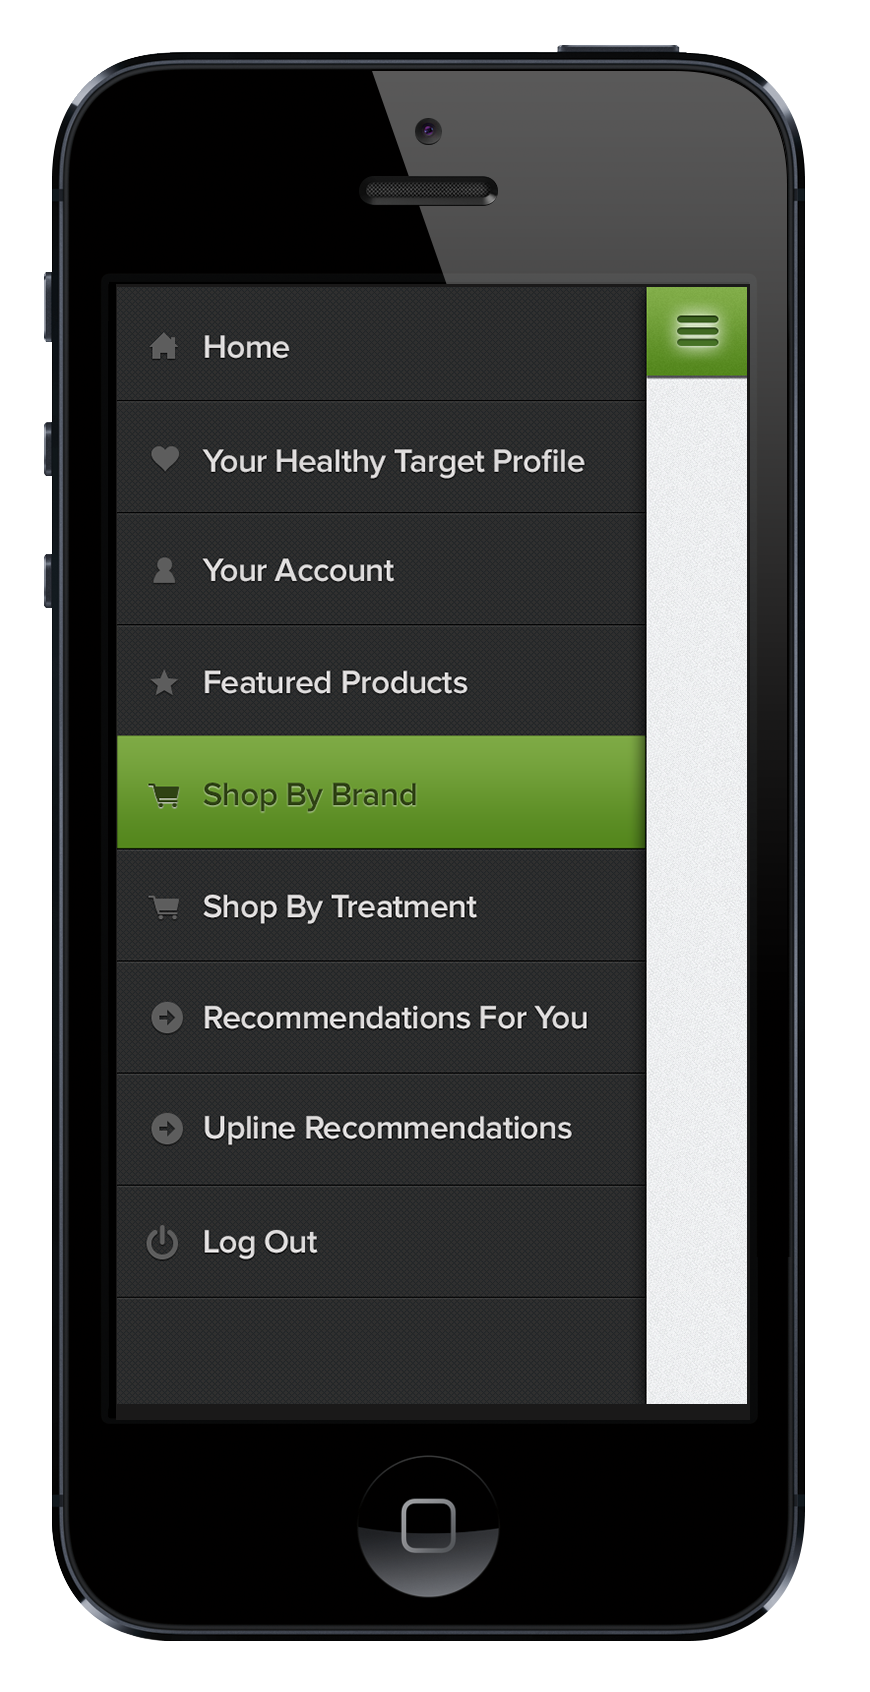 Home
Your Healthy Target Profile
Your Account
Featured Products
Shop By Brand
Shop By Treatment
Recommendations For You
Upline Recommendations
Log Out